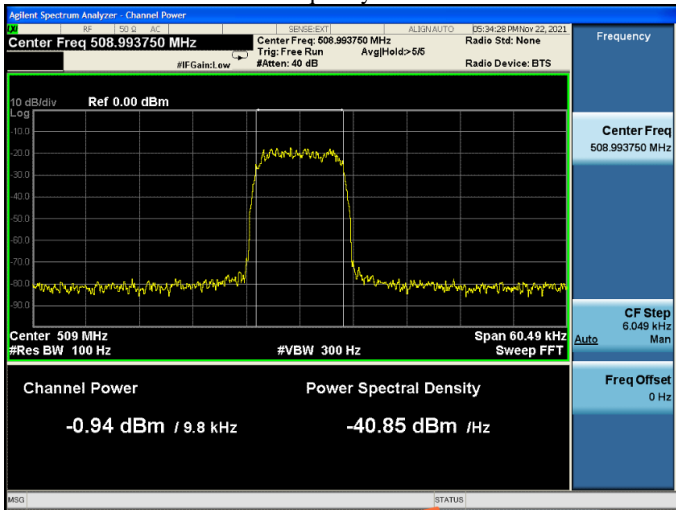 Agilent Spectrum Analyzer - Channel Power
RF 50 Ω AC SENSE:EXT ALIGNAUTO 05:34:28 PM Nov 22, 2021
Center Freq 508.993750 MHz
Center Freq: 508.993750 MHz Radio Std: None
Trig: Free Run Avg|Hold:>5/5
#IFGain:Low #Atten: 40 dB Radio Device: BTS
Frequency
10 dB/div Ref 0.00 dBm
Log
-10.0
-20.0
-30.0
-40.0
-50.0
-60.0
-70.0
-80.0
-90.0
Center Freq
508.993750 MHz
Center 509 MHz Span 60.49 kHz
#Res BW 100 Hz #VBW 300 Hz Sweep FFT
CF Step
6.049 kHz
Auto Man
Freq Offset
0 Hz
Channel Power Power Spectral Density
-0.94 dBm / 9.8 kHz -40.85 dBm /Hz
MSG STATUS